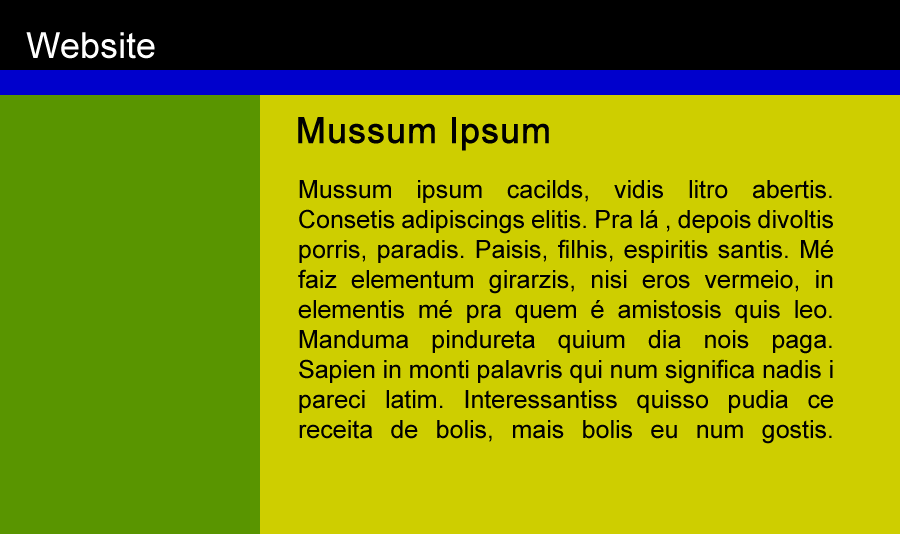 Website
Mussum Ipsum
Mussum ipsum cacilds, vidis litro abertis.
Consetis adipiscings elitis. Pra lá , depois divoltis
porris, paradis. Paisis, filhis, espiritis santis. Mé
faiz elementum girarzis, nisi eros vermeio, in
elementis mé pra quem é amistosis quis leo.
Manduma pindureta quium dia nois paga.
Sapien in monti palavris qui num significa nadis i
pareci latim. Interessantiss quisso pudia ce
receita de bolis, mais bolis eu num gostis.